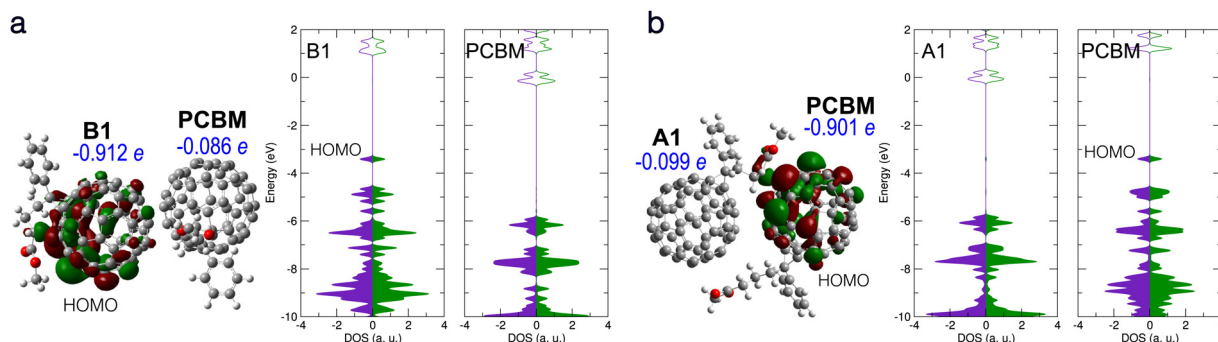 a
B1
-0.912 e
PCBM
-0.086 e
HOMO
B1
PCBM
HOMO
Energy (eV)
2
0
-2
-4
-6
-8
-10
-4 -2 0 2 4
DOS (a. u.)
-4 -2 0 2 4
DOS (a. u.)
b
A1
-0.099 e
PCBM
-0.901 e
HOMO
A1
PCBM
HOMO
Energy (eV)
2
0
-2
-4
-6
-8
-10
-4 -2 0 2 4
DOS (a. u.)
-4 -2 0 2 4
DOS (a. u.)